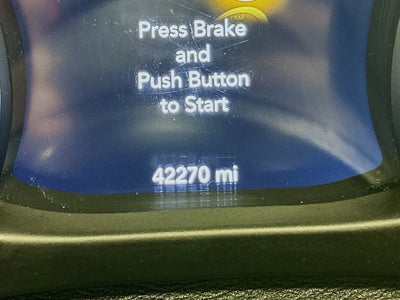 Press Brake
and
Push Button
to Start
42270 mi